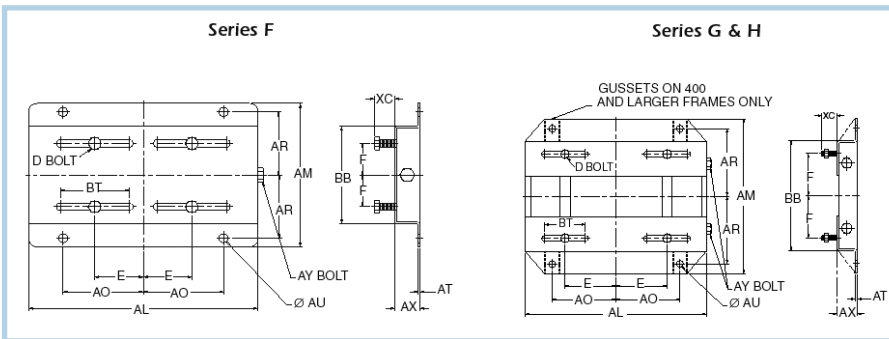 Series F
Series G & H
XC
GUSSETS ON 400
AND LARGER FRAMES ONLY
XC
D BOLT
AR
AM
BB
F
F
BT
AR
D BOLT
AR
AM
BB
F
F
BT
AR
E
E
AY BOLT
AO
AO
Ø AU
AL
AX
AT
E
E
AY BOLT
AO
AO
Ø AU
AL
AX
AT